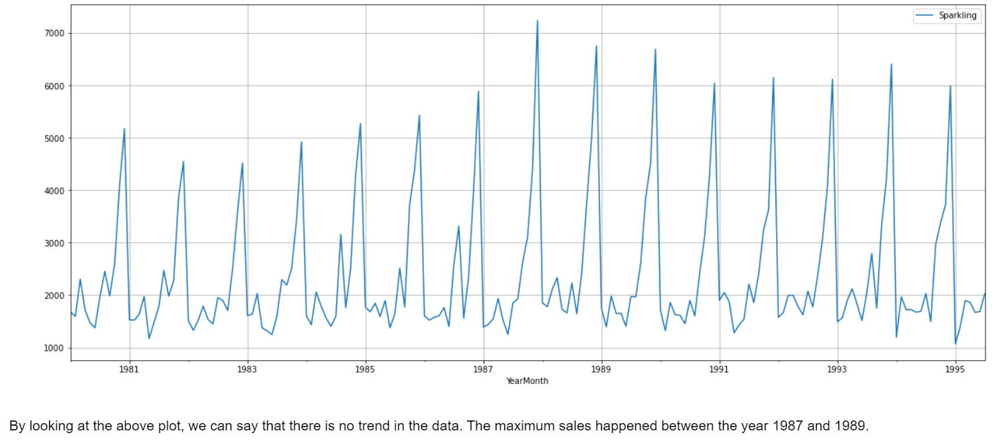 Sparkling
7000
6000
5000
4000
3000
2000
1000
1981 1983 1985 1987 1989 1991 1993 1995
YearMonth
By looking at the above plot, we can say that there is no trend in the data. The maximum sales happened between the year 1987 and 1989.